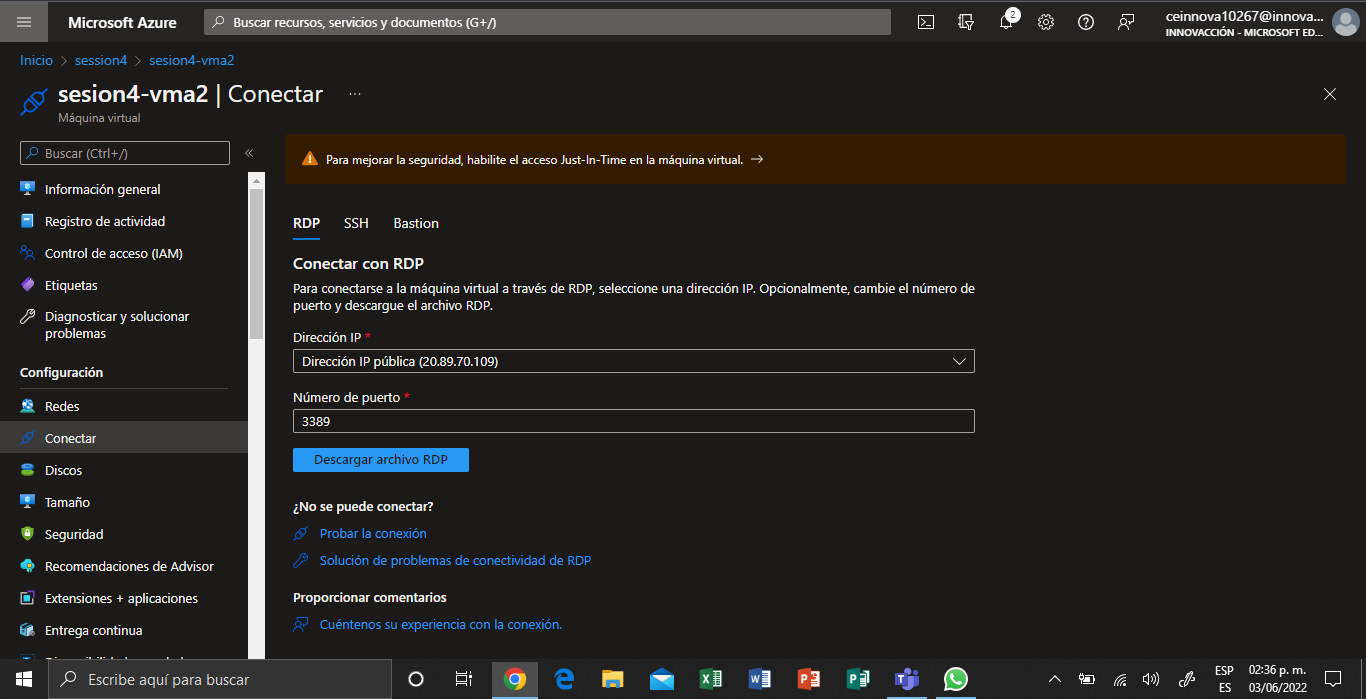 Microsoft Azure
Buscar recursos, servicios y documentos (G+/)
2
ceinnova10267@innova...
INNOVACCIÓN - MICROSOFT ED...
Inicio > session4 > sesion4-vma2
sesion4-vma2 | Conectar ...
Máquina virtual
Buscar (Ctrl+/)
«
Información general
Registro de actividad
Control de acceso (IAM)
Etiquetas
Diagnosticar y solucionar
problemas
Configuración
Redes
Conectar
Discos
Tamaño
Seguridad
Recomendaciones de Advisor
Extensiones + aplicaciones
Entrega continua
Para mejorar la seguridad, habilite el acceso Just-In-Time en la máquina virtual. →
RDP SSH Bastion
Conectar con RDP
Para conectarse a la máquina virtual a través de RDP, seleccione una dirección IP. Opcionalmente, cambie el número de
puerto y descargue el archivo RDP.
Dirección IP *
Dirección IP pública (20.89.70.109)
Número de puerto *
3389
Descargar archivo RDP
¿No se puede conectar?
Probar la conexión
Solución de problemas de conectividad de RDP
Proporcionar comentarios
Cuéntenos su experiencia con la conexión.
Escribe aquí para buscar
ESP
ES
02:36 p. m.
03/06/2022